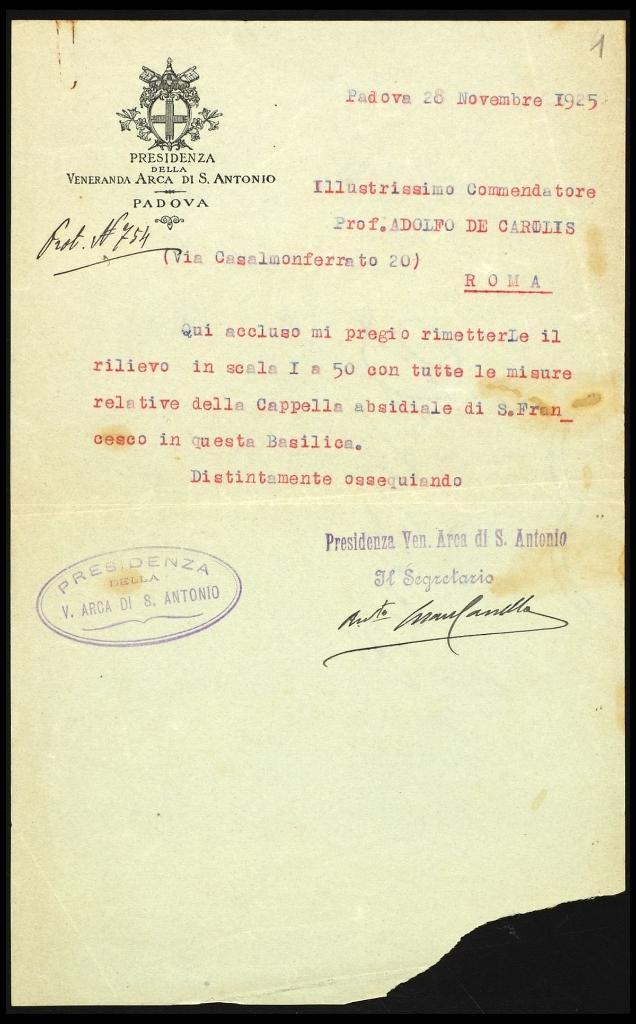 1
PRESIDENZA
DELLA
VENERANDA ARCA DI S. ANTONIO
PADOVA
Prot. N 754
Padova 26 Novembre 1925
Illustrissimo Commendatore
Prof. ADOLFO DE CAROLIS
(Via Casalmonferrato 20)
R O M A
Qui accluso mi pregio rimetterLe il
rilievo in scala I a 50 con tutte le misure
relative della Cappella absidiale di S.Fran_
cesco in questa Basilica.
Distintamente ossequiando
Presidenza Ven. Arca di S. Antonio
Il Segretario
PRESIDENZA
DELLA
V. ARCA DI S. ANTONIO